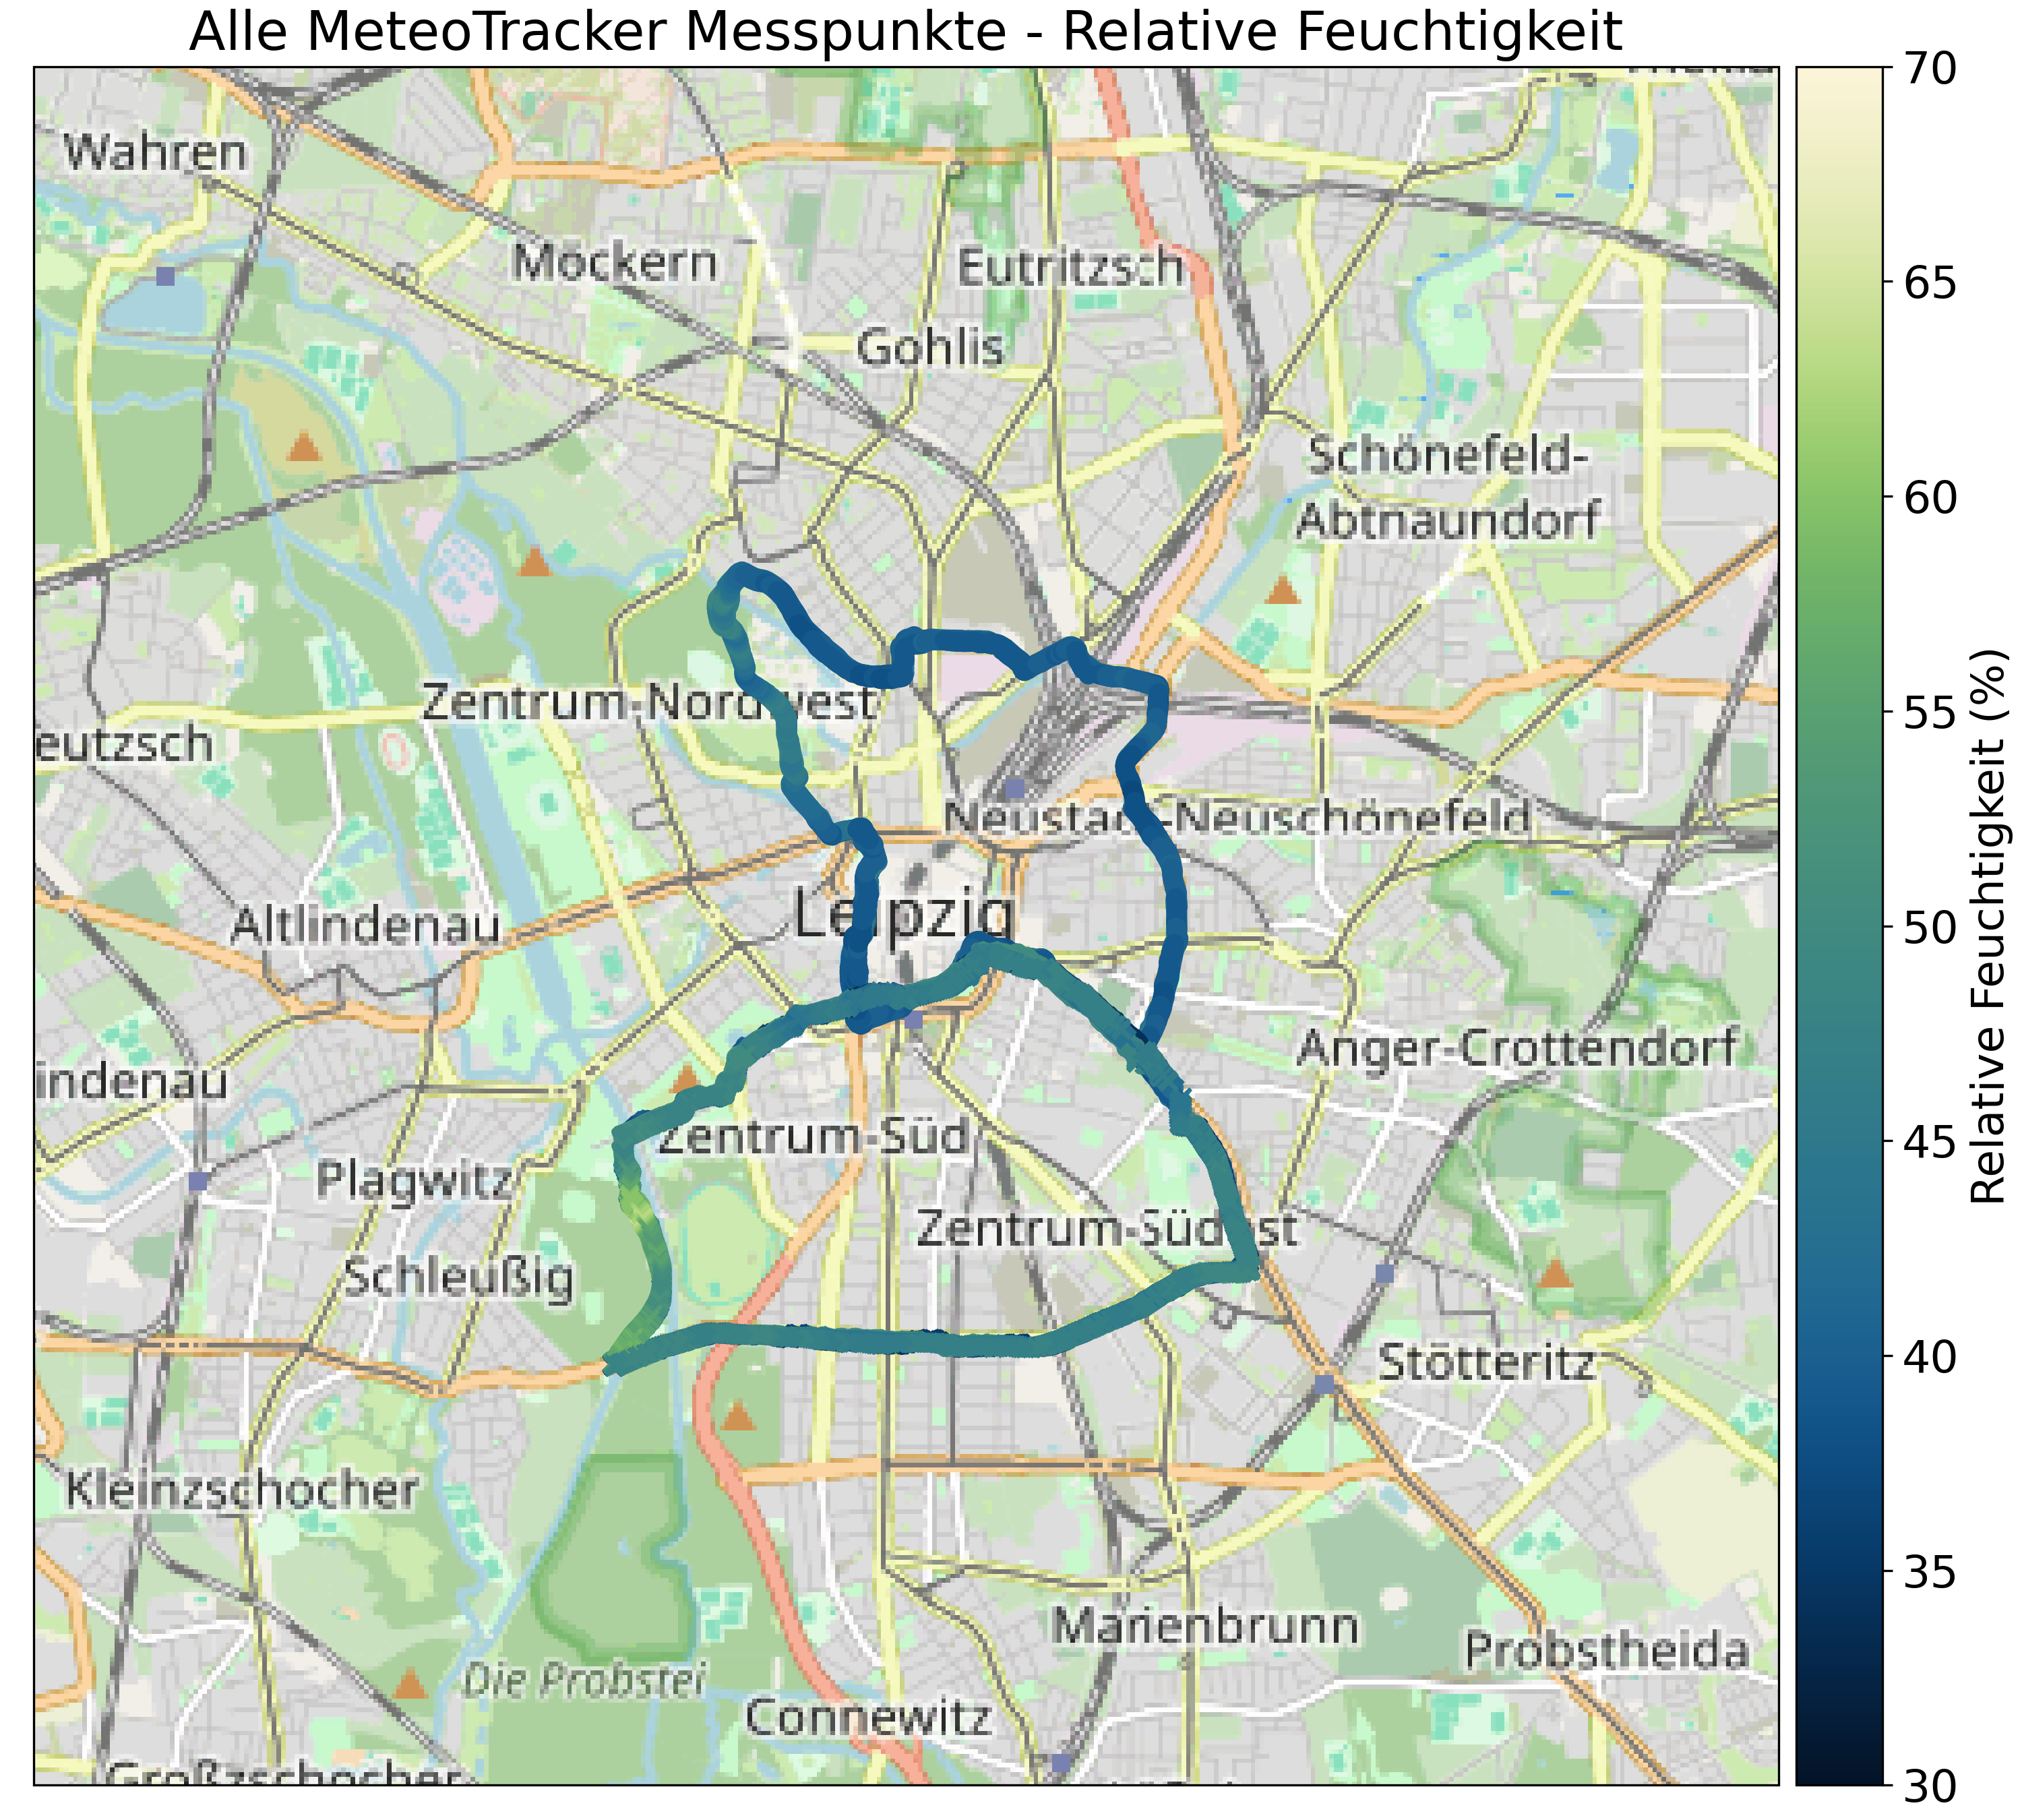 Alle MeteoTracker Messpunkte - Relative Feuchtigkeit
Wahren
Möckern
Eutritzsch
Gohlis
Schönefeld-
Abtnaundorf
Zentrum-Nordwest
eutzsch
Neustadt-Neuschönefeld
Leipzig
Altlindenau
Anger-Crottendorf
indenau
Zentrum-Süd
Plagwitz
Zentrum-Südost
Schleußig
Stötteritz
Kleinzschocher
Marienbrunn
Probstheida
Die Probstei
Connewitz
Großzschocher
70
65
60
55
50
45
40
35
30
Relative Feuchtigkeit (%)